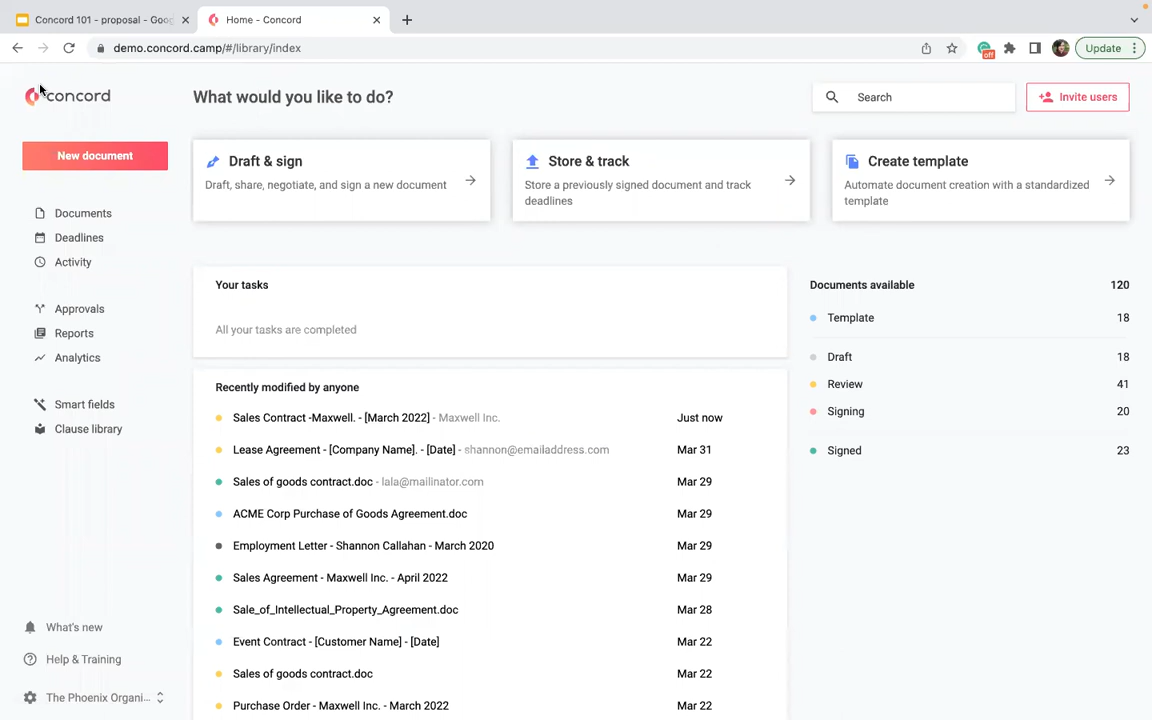 Concord 101 - proposal - Goog
Home - Concord
demo.concord.camp/#/library/index
off
Update
concord
What would you like to do?
Search
Invite users
New document
Draft & sign
Draft, share, negotiate, and sign a new document
Store & track
Store a previously signed document and track
deadlines
Create template
Automate document creation with a standardized
template
Documents
Deadlines
Activity
Approvals
Reports
Analytics
Smart fields
Clause library
What's new
Help & Training
The Phoenix Organi...
Your tasks
All your tasks are completed
Recently modified by anyone
Sales Contract -Maxwell. - [March 2022] - Maxwell Inc. Just now
Lease Agreement - [Company Name]. - [Date] - shannon@emailaddress.com Mar 31
Sales of goods contract.doc - lala@mailinator.com Mar 29
ACME Corp Purchase of Goods Agreement.doc Mar 29
Employment Letter - Shannon Callahan - March 2020 Mar 29
Sales Agreement - Maxwell Inc. - April 2022 Mar 29
Sale_of_Intellectual_Property_Agreement.doc Mar 28
Event Contract - [Customer Name] - [Date] Mar 22
Sales of goods contract.doc Mar 22
Purchase Order - Maxwell Inc. - March 2022 Mar 22
Documents available 120
Template 18
Draft 18
Review 41
Signing 20
Signed 23